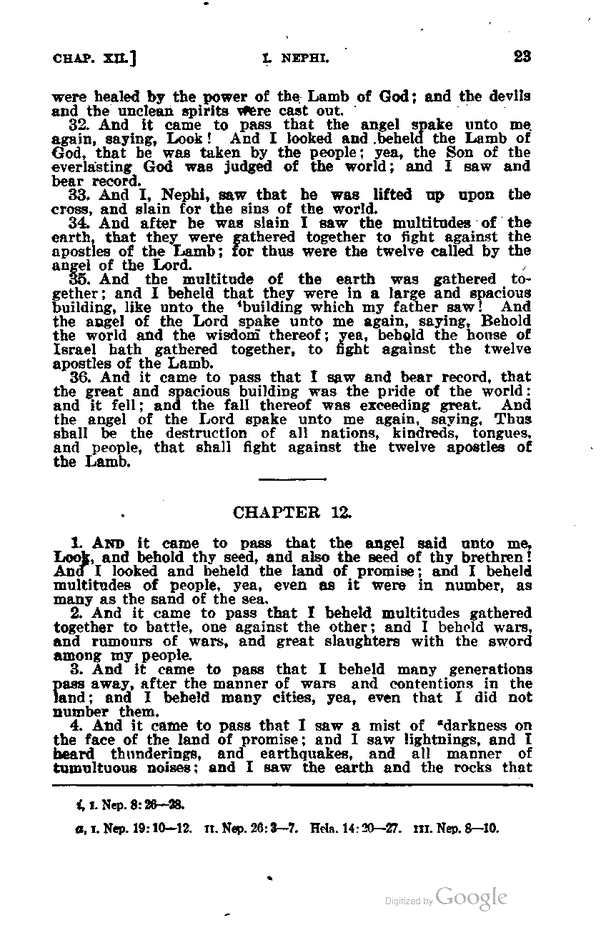 CHAP. XII.] I. NEPHI. 23
were healed by the power of the Lamb of God; and the devils
and the unclean spirits were cast out.
32. And it came to pass that the angel spake unto me
again, saying, Look! And I looked and beheld the Lamb of
God, that he was taken by the people; yea, the Son of the
everlasting God was judged of the world; and I saw and
bear record.
33. And I, Nephi, saw that he was lifted up upon the
cross, and slain for the sins of the world.
34. And after he was slain I saw the multitudes of the
earth, that they were gathered together to fight against the
apostles of the Lamb; for thus were the twelve called by the
angel of the Lord.
35. And the multitude of the earth was gathered to-
gether; and I beheld that they were in a large and spacious
building, like unto the ᶦbuilding which my father saw! And
the angel of the Lord spake unto me again, saying, Behold
the world and the wisdom thereof; yea, behold the house of
Israel hath gathered together, to fight against the twelve
apostles of the Lamb.
36. And it came to pass that I saw and bear record, that
the great and spacious building was the pride of the world:
and it fell; and the fall thereof was exceeding great. And
the angel of the Lord spake unto me again, saying, Thus
shall be the destruction of all nations, kindreds, tongues,
and people, that shall fight against the twelve apostles of
the Lamb.
CHAPTER 12.
1. AND it came to pass that the angel said unto me,
Look, and behold thy seed, and also the seed of thy brethren!
And I looked and beheld the land of promise; and I beheld
multitudes of people, yea, even as it were in number, as
many as the sand of the sea.
2. And it came to pass that I beheld multitudes gathered
together to battle, one against the other; and I beheld wars,
and rumours of wars, and great slaughters with the sword
among my people.
3. And it came to pass that I beheld many generations
pass away, after the manner of wars and contentions in the
land; and I beheld many cities, yea, even that I did not
number them.
4. And it came to pass that I saw a mist of ᵃdarkness on
the face of the land of promise; and I saw lightnings, and I
heard thunderings, and earthquakes, and all manner of
tumultuous noises; and I saw the earth and the rocks that
i, I. Nep. 8:26—28.
a, I. Nep. 19:10—12. II. Nep. 26:3—7. Hela. 14:20—27. III. Nep. 8—10.
Digitized by Google